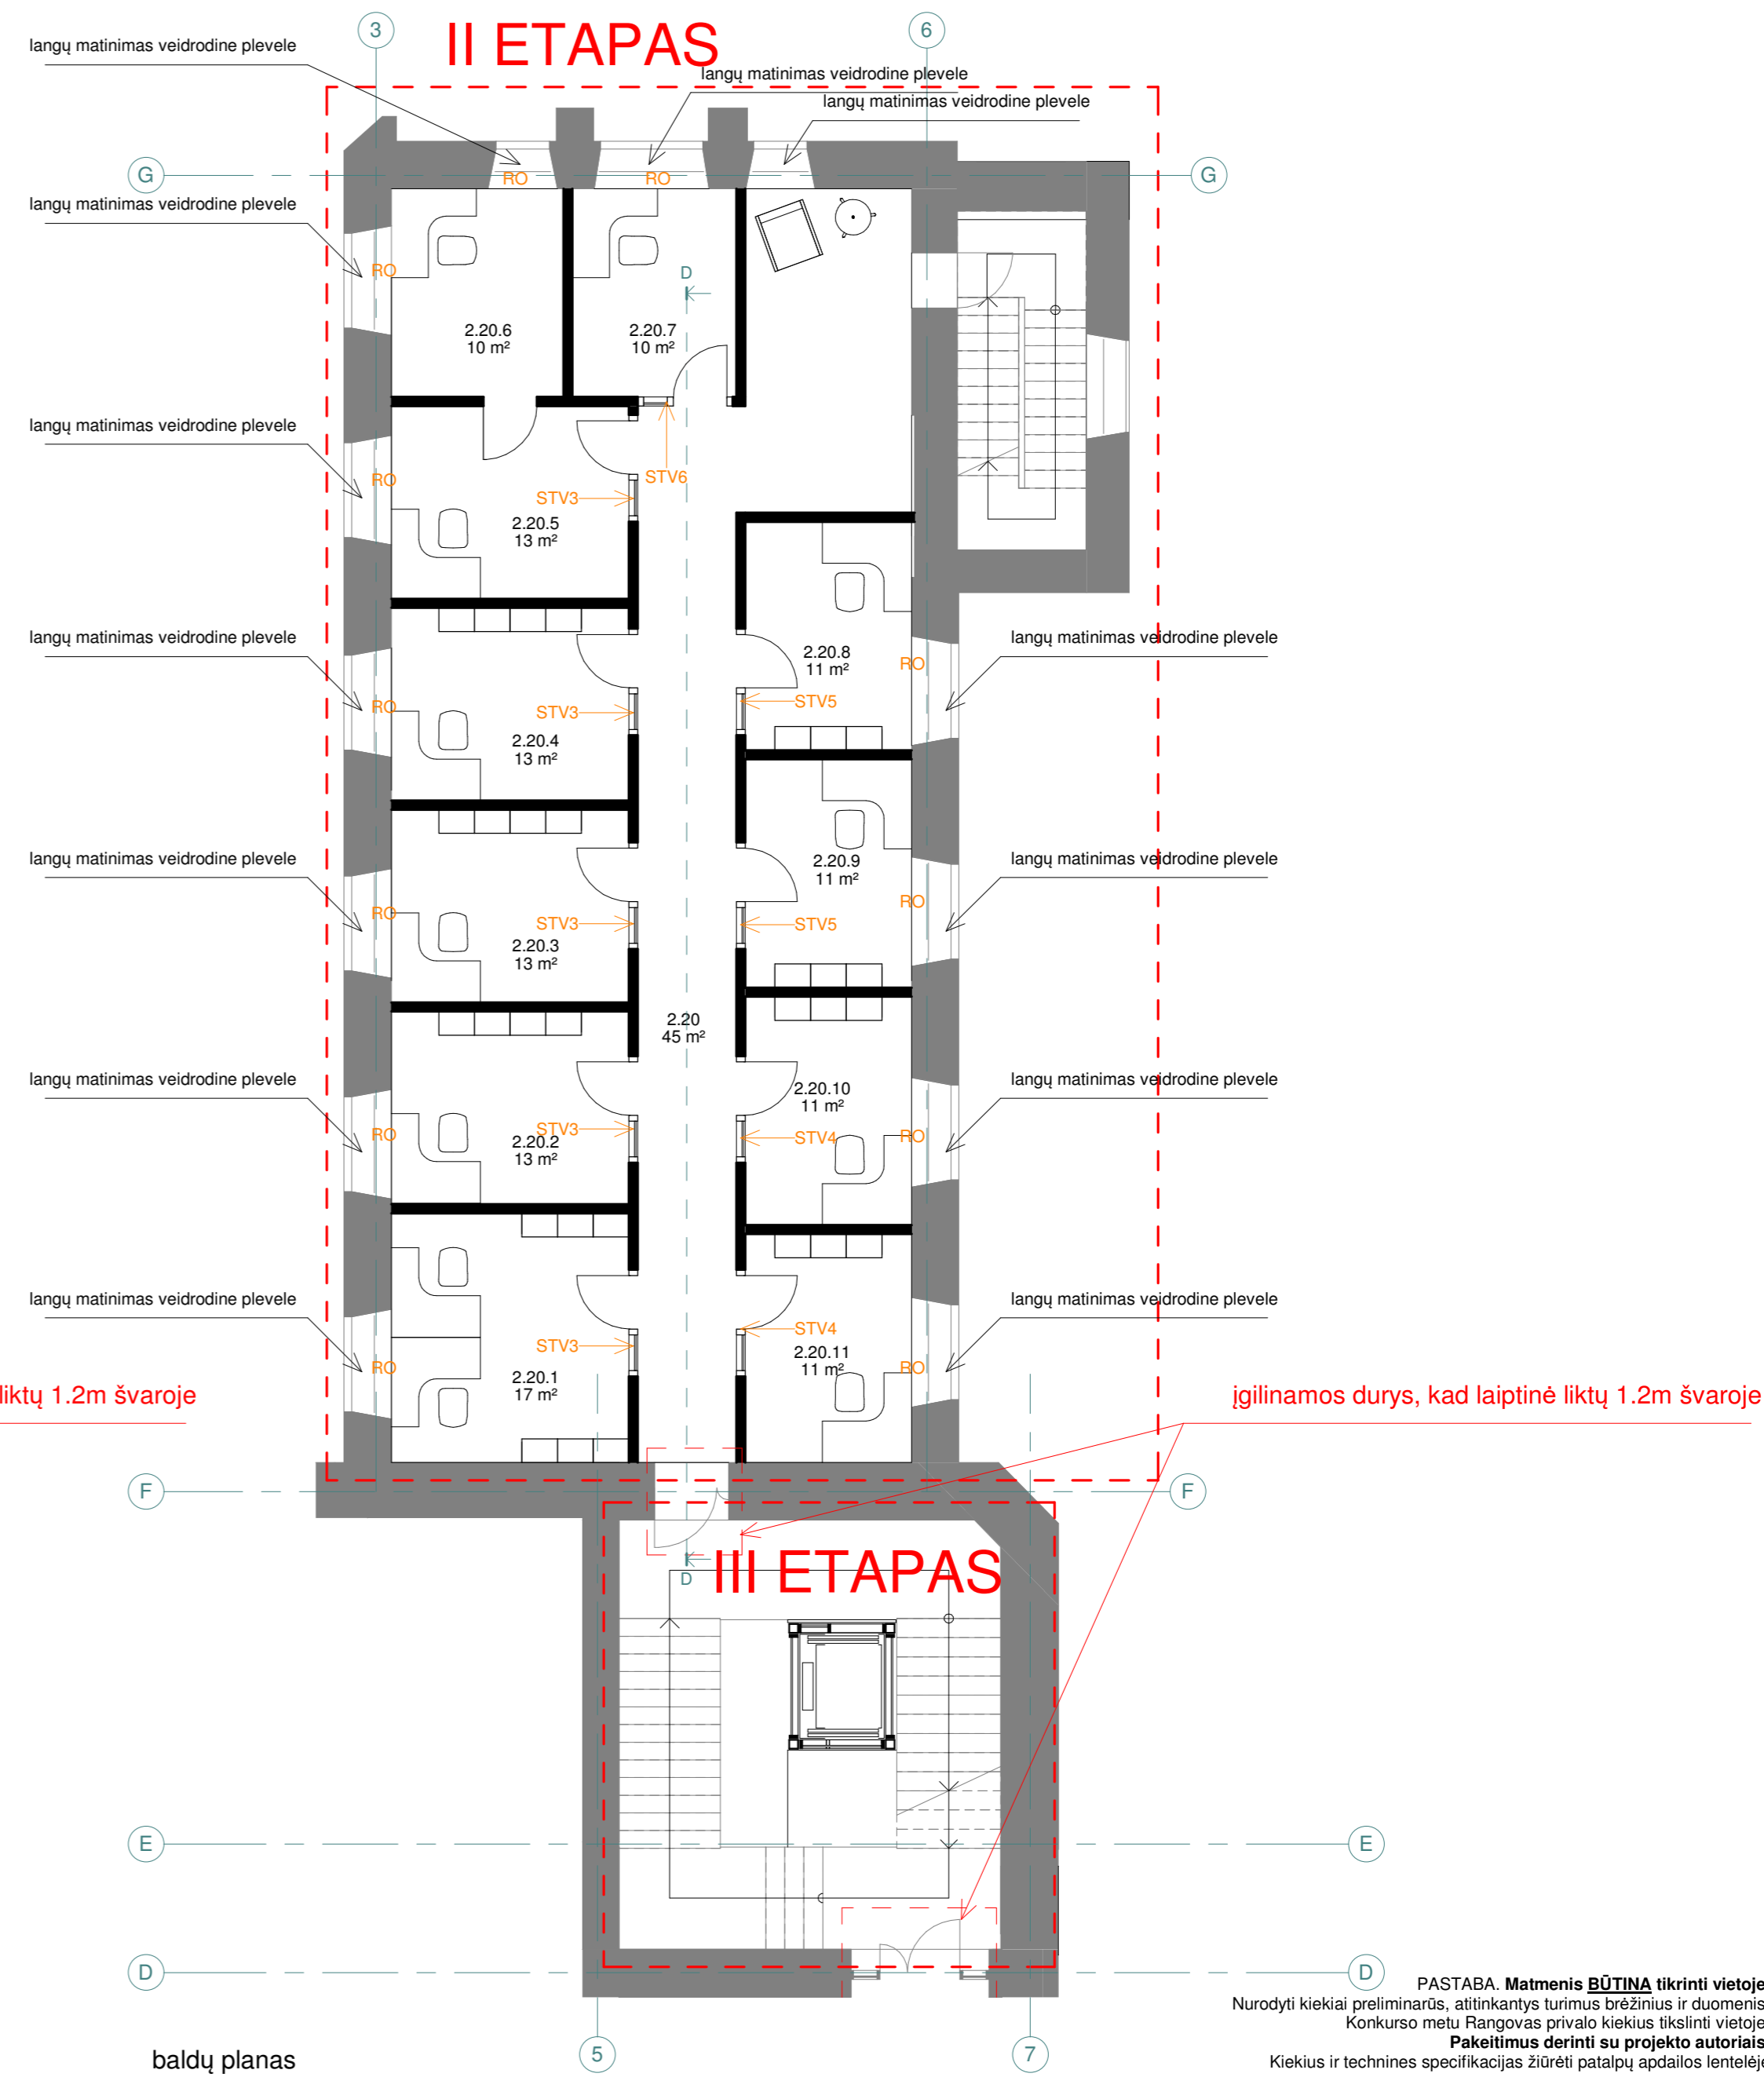 3
II ETAPAS
6
langų matinimas veidrodine plevele
langų matinimas veidrodine plevele
langų matinimas veidrodine plevele
G
RO
RO
G
langų matinimas veidrodine plevele
RO
D
2.20.6
10 m²
2.20.7
10 m²
langų matinimas veidrodine plevele
RO
STV6
STV3
2.20.5
13 m²
langų matinimas veidrodine plevele
langų matinimas veidrodine plevele
2.20.8
11 m²
RO
RO
STV3
STV5
2.20.4
13 m²
langų matinimas veidrodine plevele
langų matinimas veidrodine plevele
2.20.9
11 m²
RO
RO
STV3
STV5
2.20.3
13 m²
2.20
45 m²
langų matinimas veidrodine plevele
langų matinimas veidrodine plevele
2.20.10
11 m²
RO
STV3
STV4
RO
2.20.2
13 m²
langų matinimas veidrodine plevele
langų matinimas veidrodine plevele
STV4
STV3
2.20.11
11 m²
RO
RO
2.20.1
17 m²
liktų 1.2m švaroje
įgilinamos durys, kad laiptinė liktų 1.2m švaroje
F
F
III ETAPAS
D
E
E
D
D
PASTABA. Matmenis BŪTINA tikrinti vietoje
Nurodyti kiekiai preliminarūs, atitinkantys turimus brėžinius ir duomenis
Konkurso metu Rangovas privalo kiekius tikslinti vietoje
Pakeitimus derinti su projekto autoriais
Kiekius ir technines specifikacijas žiūrėti patalpų apdailos lentelėje
5
7
baldų planas